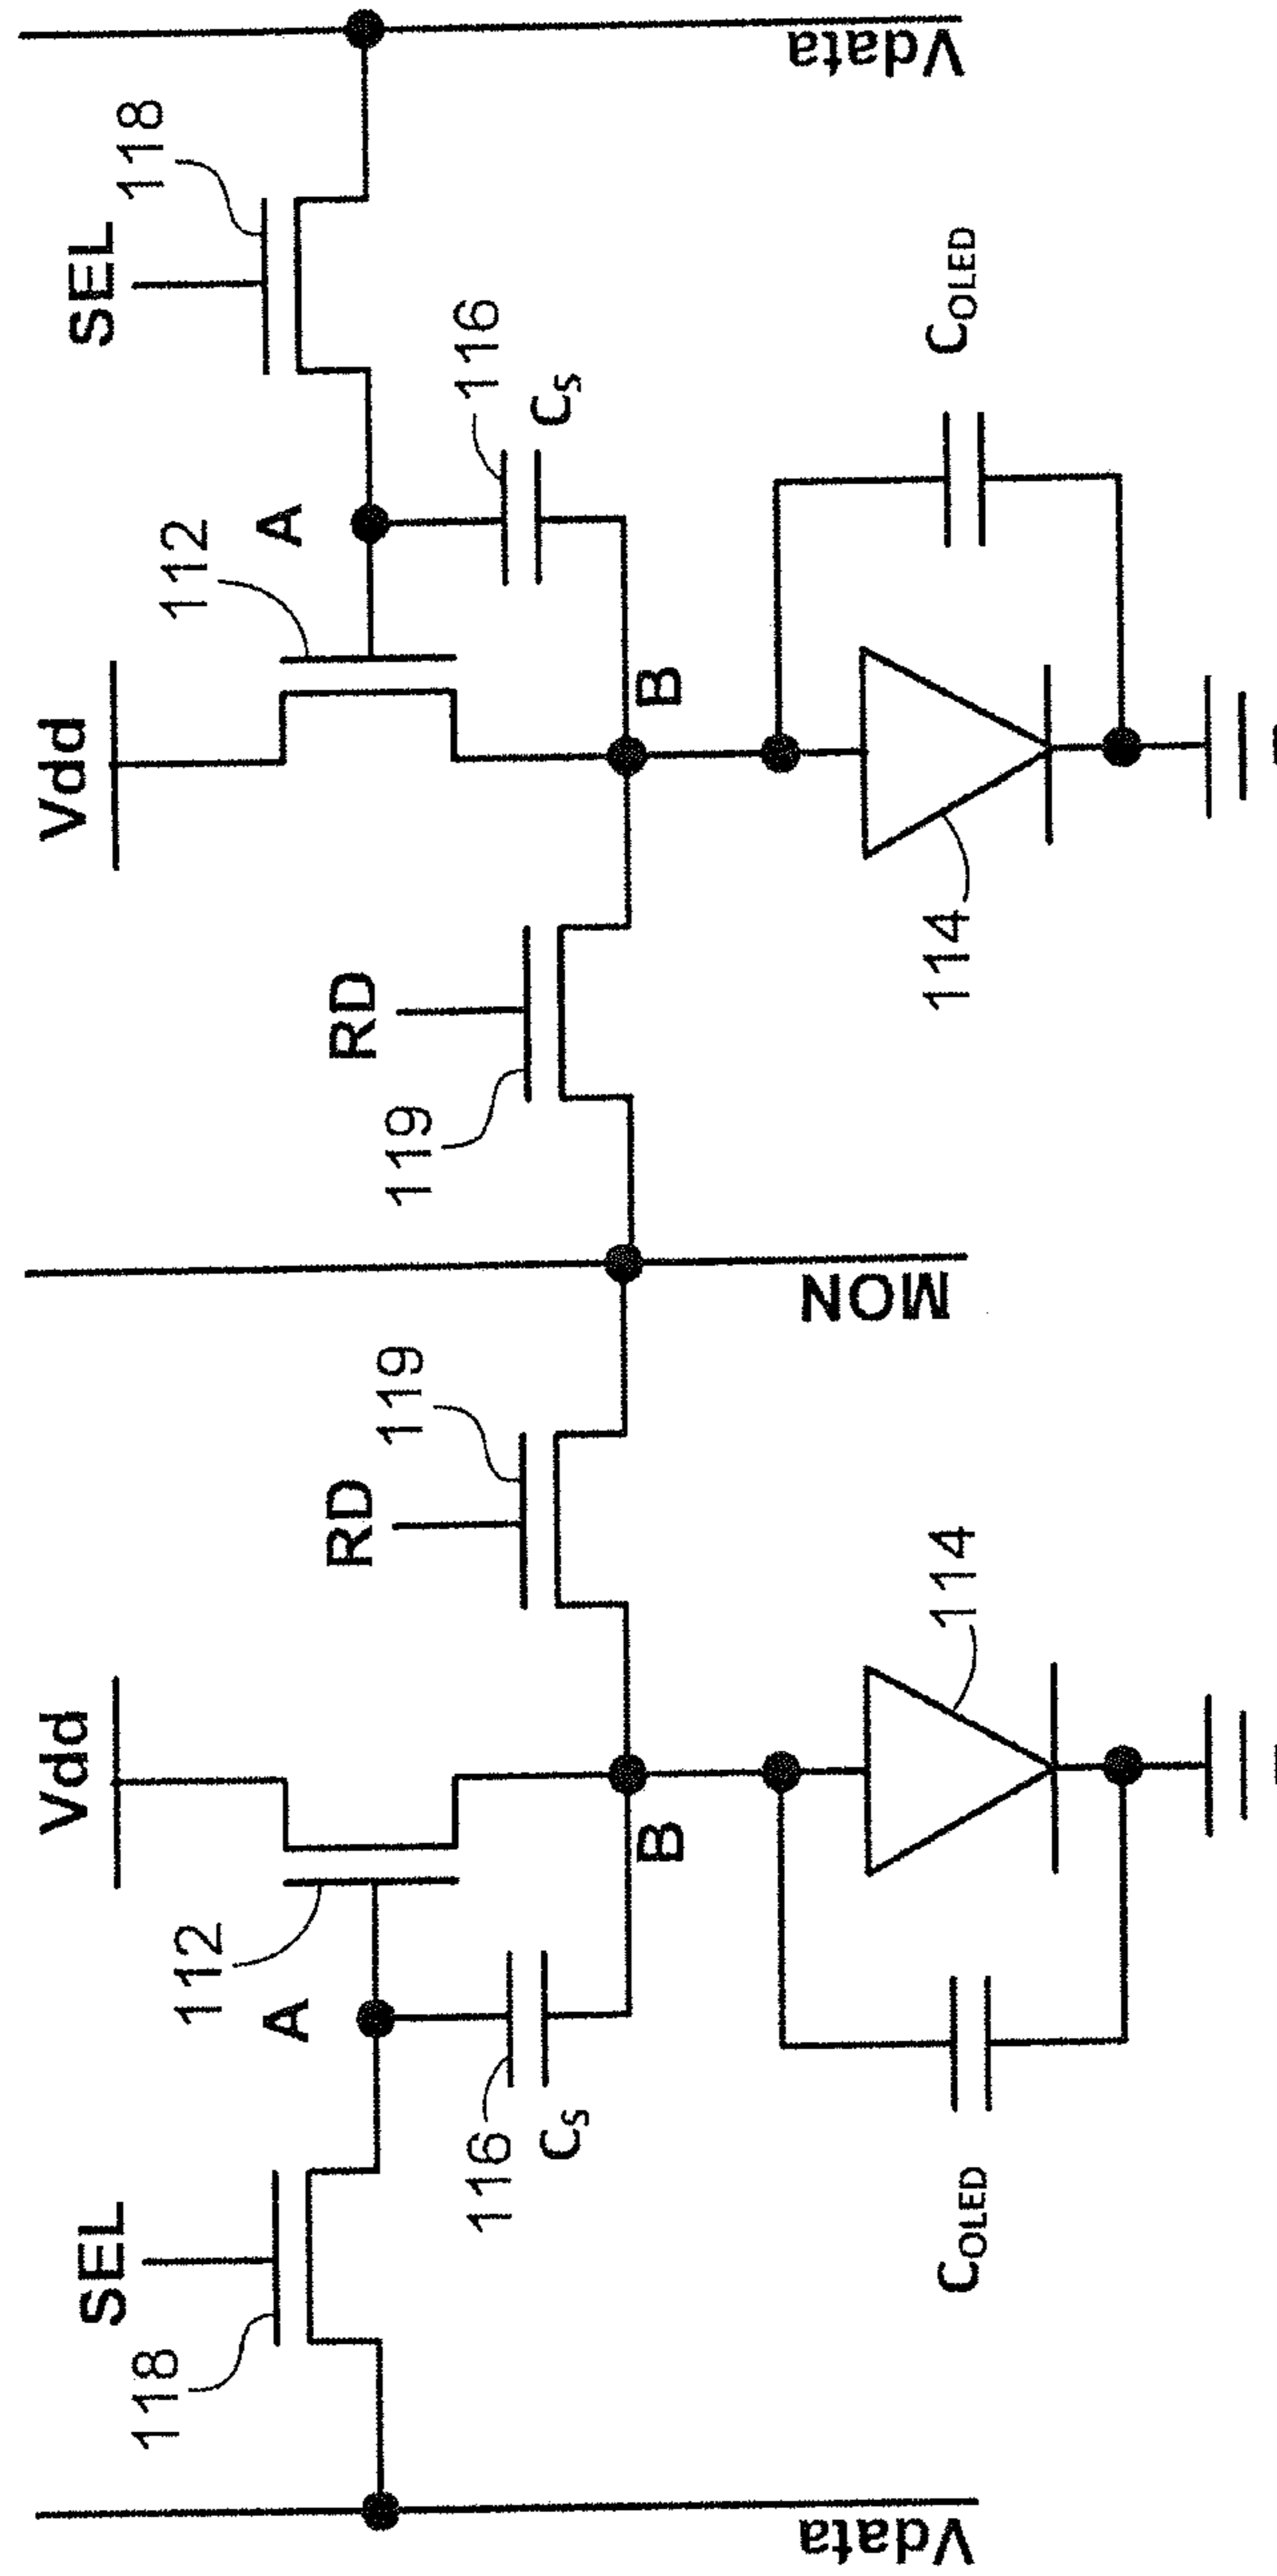 Vdd
Vdd
SEL
SEL
118
118
112
112
A
A
RD
RD
119
119
116
116
Cs
Cs
B
B
Vdata
MON
Vdata
114
114
COLED
COLED